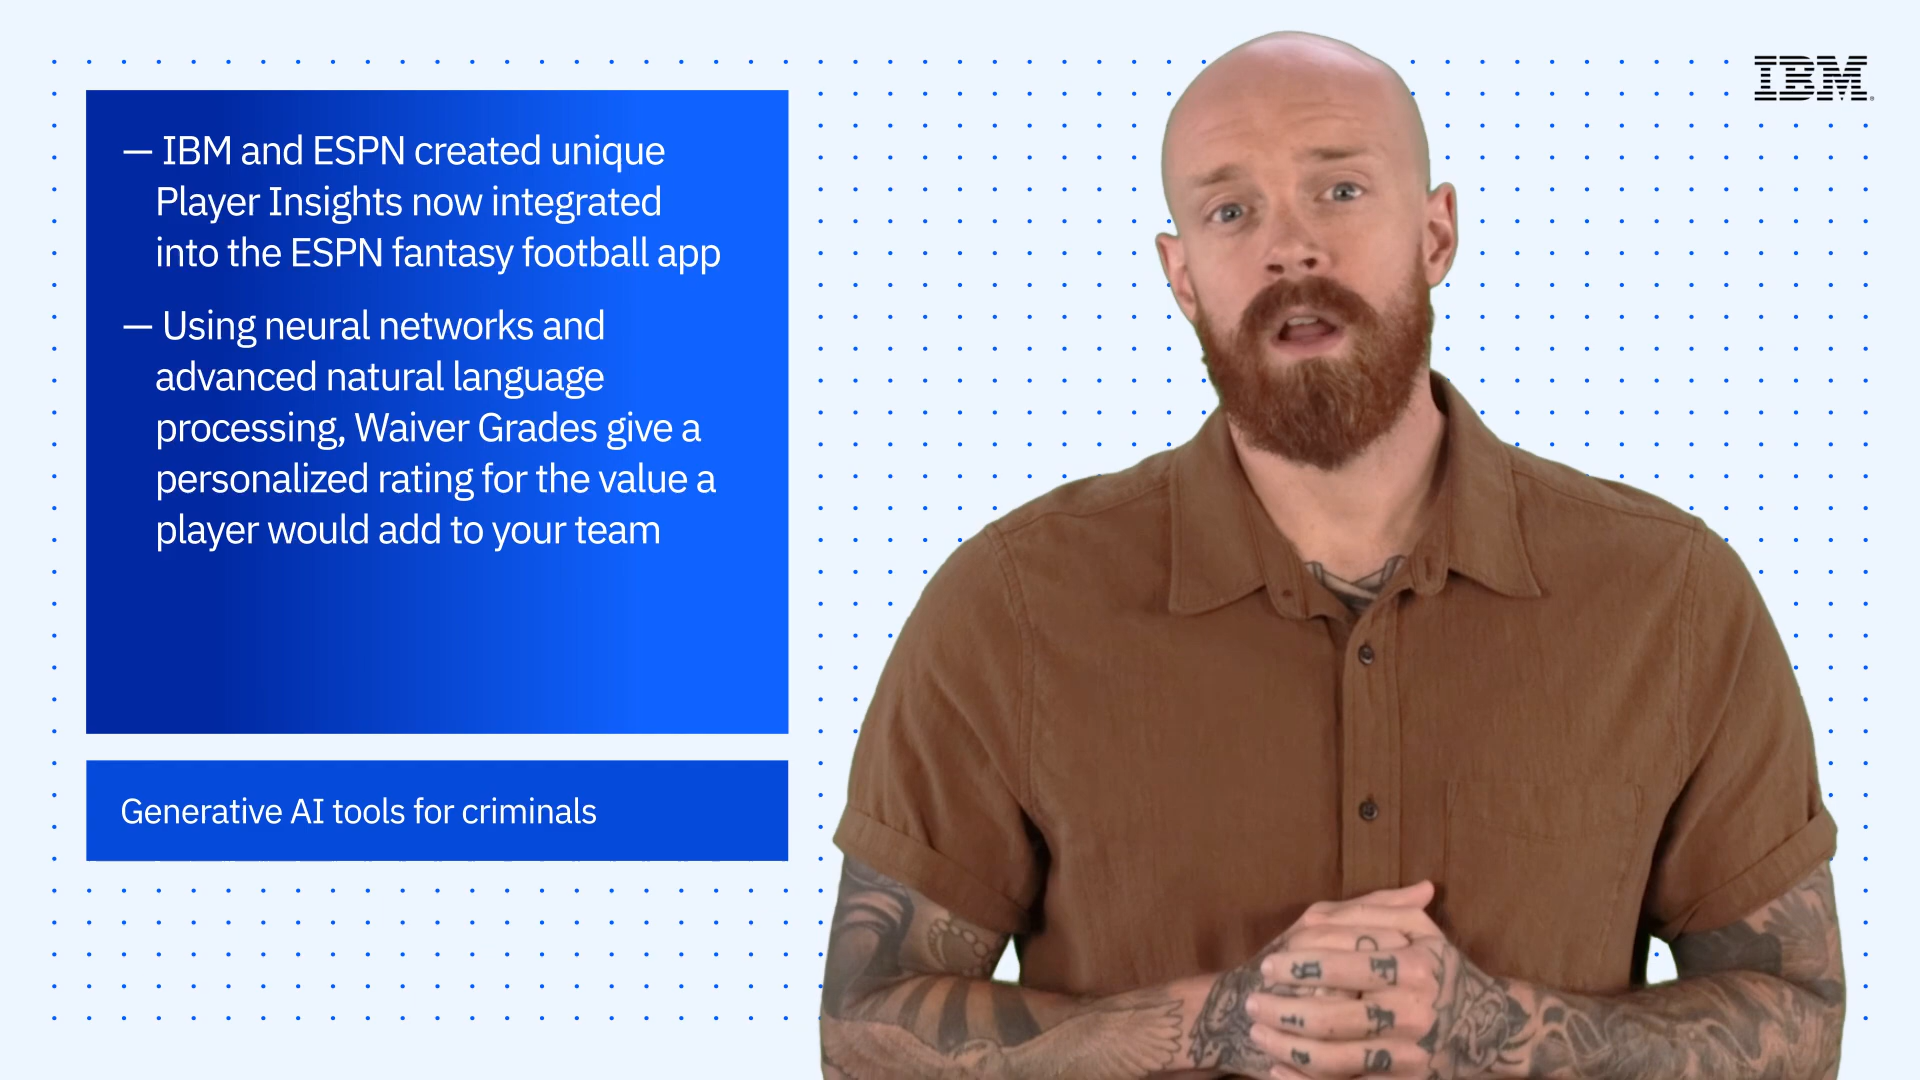 IBM
— IBM and ESPN created unique
Player Insights now integrated
into the ESPN fantasy football app
— Using neural networks and
advanced natural language
processing, Waiver Grades give a
personalized rating for the value a
player would add to your team
Generative AI tools for criminals